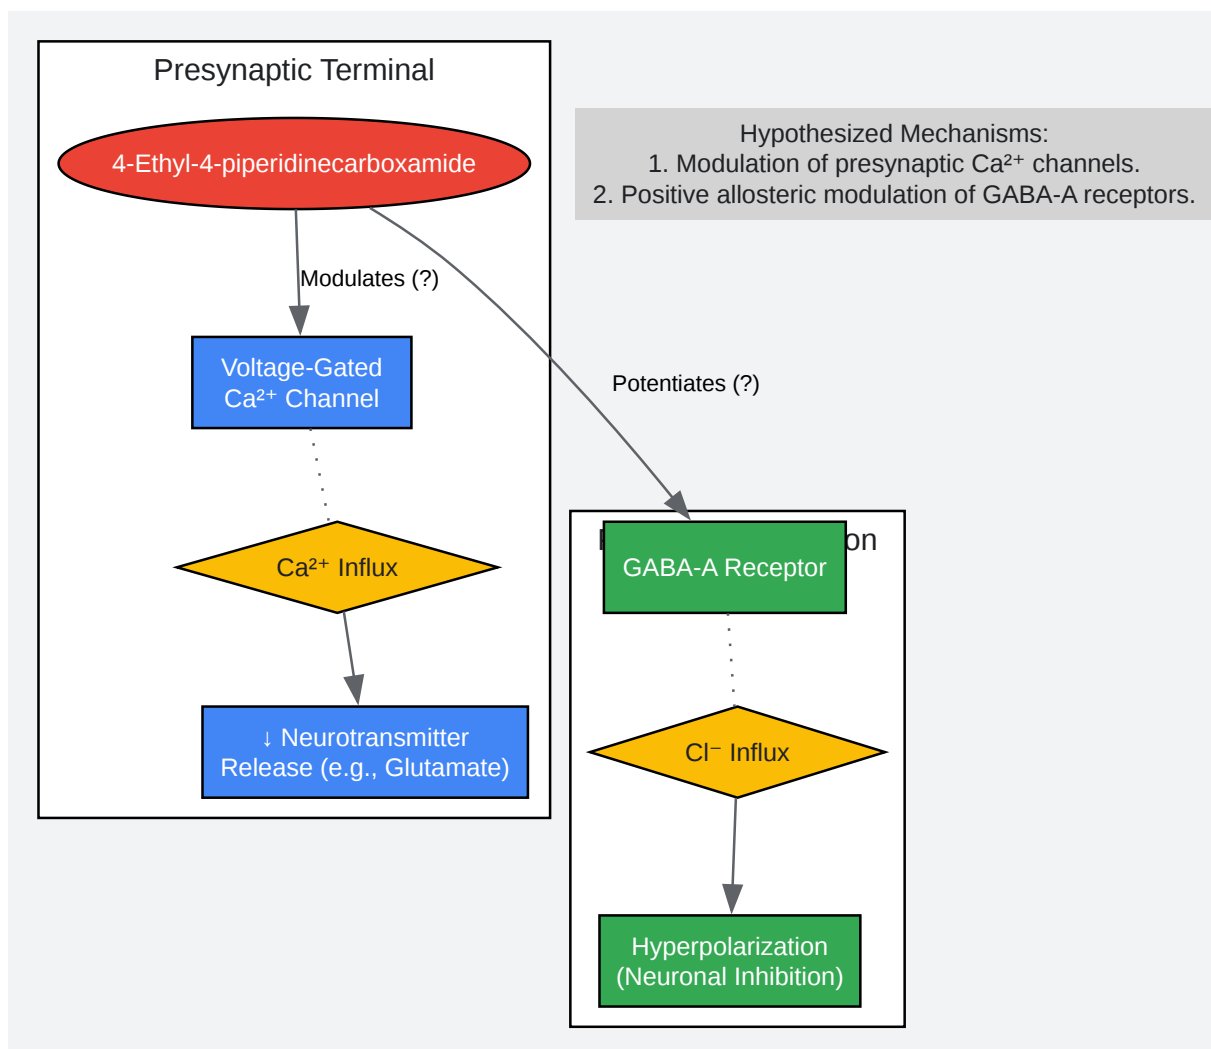 Presynaptic Terminal
4-Ethyl-4-piperidinecarboxamide
Hypothesized Mechanisms:
1. Modulation of presynaptic Ca²⁺ channels.
2. Positive allosteric modulation of GABA-A receptors.
Modulates (?)
Voltage-Gated
Ca²⁺ Channel
Potentiates (?)
GABA-A Receptor
Ca²⁺ Influx
↓ Neurotransmitter
Release (e.g., Glutamate)
Cl⁻ Influx
Hyperpolarization
(Neuronal Inhibition)